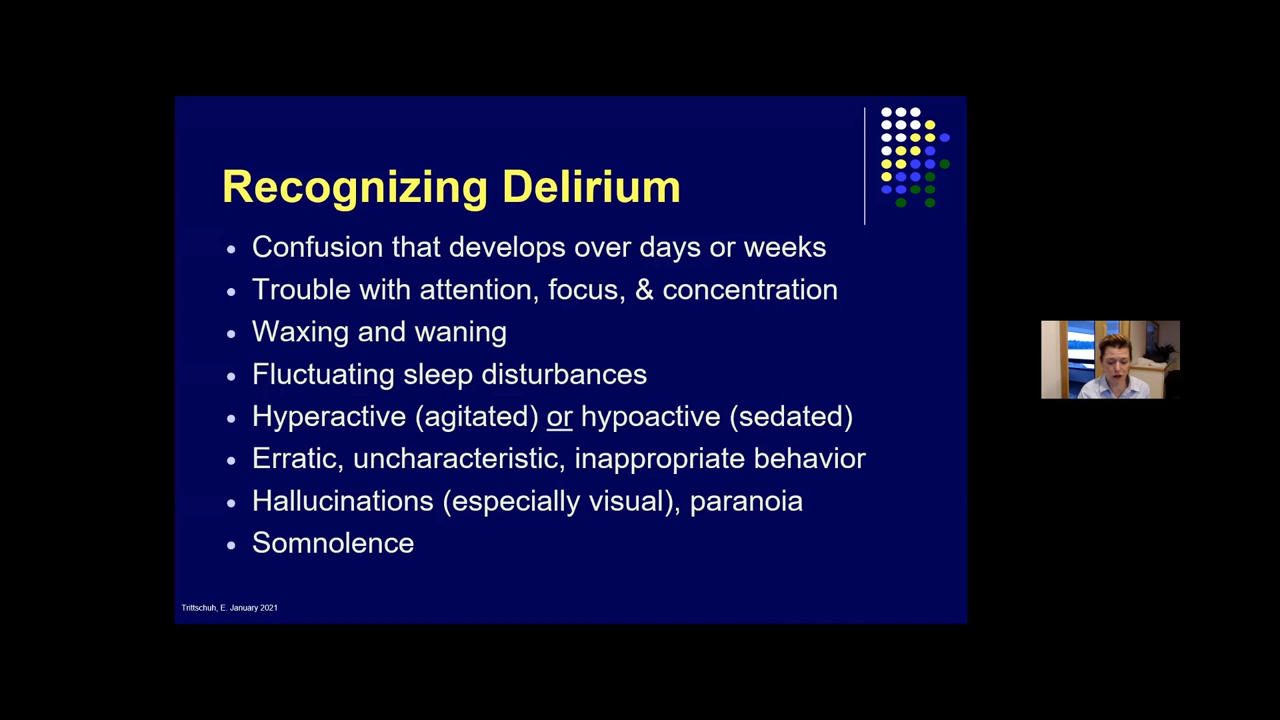 Recognizing Delirium
Confusion that develops over days or weeks
Trouble with attention, focus, & concentration
Waxing and waning
Fluctuating sleep disturbances
Hyperactive (agitated) or hypoactive (sedated)
Erratic, uncharacteristic, inappropriate behavior
Hallucinations (especially visual), paranoia
Somnolence
Trittschuh, E. January 2021